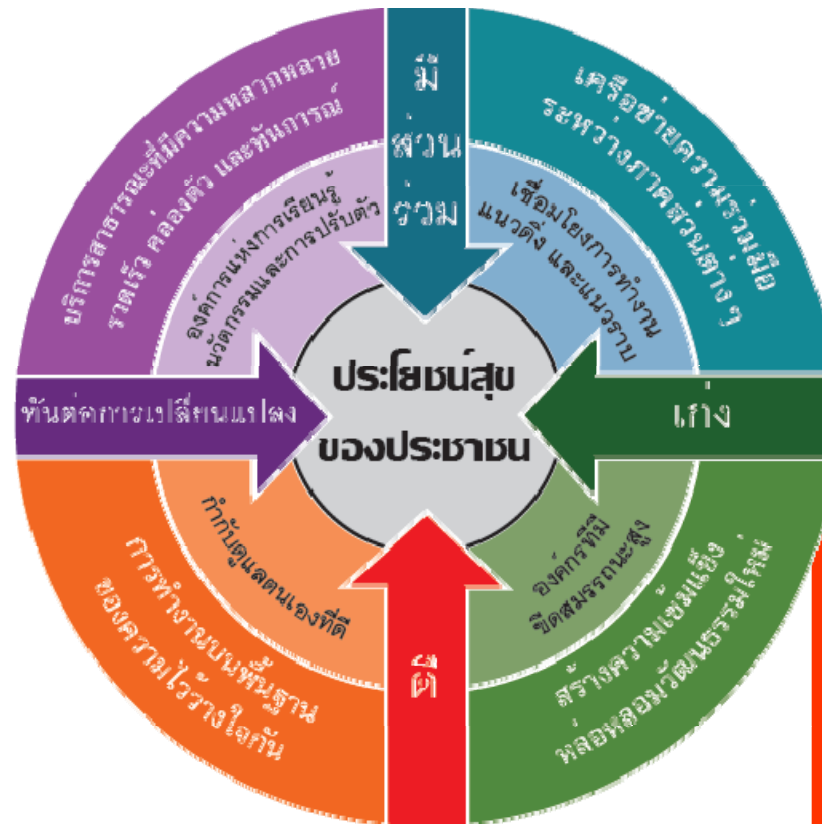 บริการสาธารณะที่มีความหลากหลาย
รวดเร็ว คล่องตัว และทันการณ์
องค์การแห่งการเรียนรู้
นวัตกรรมและการปรับตัว
มี
ส่วน
ร่วม
เครือข่ายความร่วมมือ
ระหว่างภาคส่วนต่าง ๆ
เชื่อมโยงการทำงาน
แนวดิ่ง และแนวราบ
ทันต่อการเปลี่ยนแปลง
ประโยชน์สุข
ของประชาชน
เก่ง
กำกับดูแลตนเองที่ดี
การทำงานบนพื้นฐาน
ของความไว้วางใจกัน
ดี
องค์กรที่มี
ขีดสมรรถนะสูง
สร้างความเข้มแข็ง
หล่อหลอมวัฒนธรรมใหม่